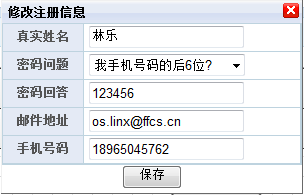 修改注册信息
真实姓名 林乐
密码问题 我手机号码的后6位?
密码回答 123456
邮件地址 os.linx@ffcs.cn
手机号码 18965045762
保存